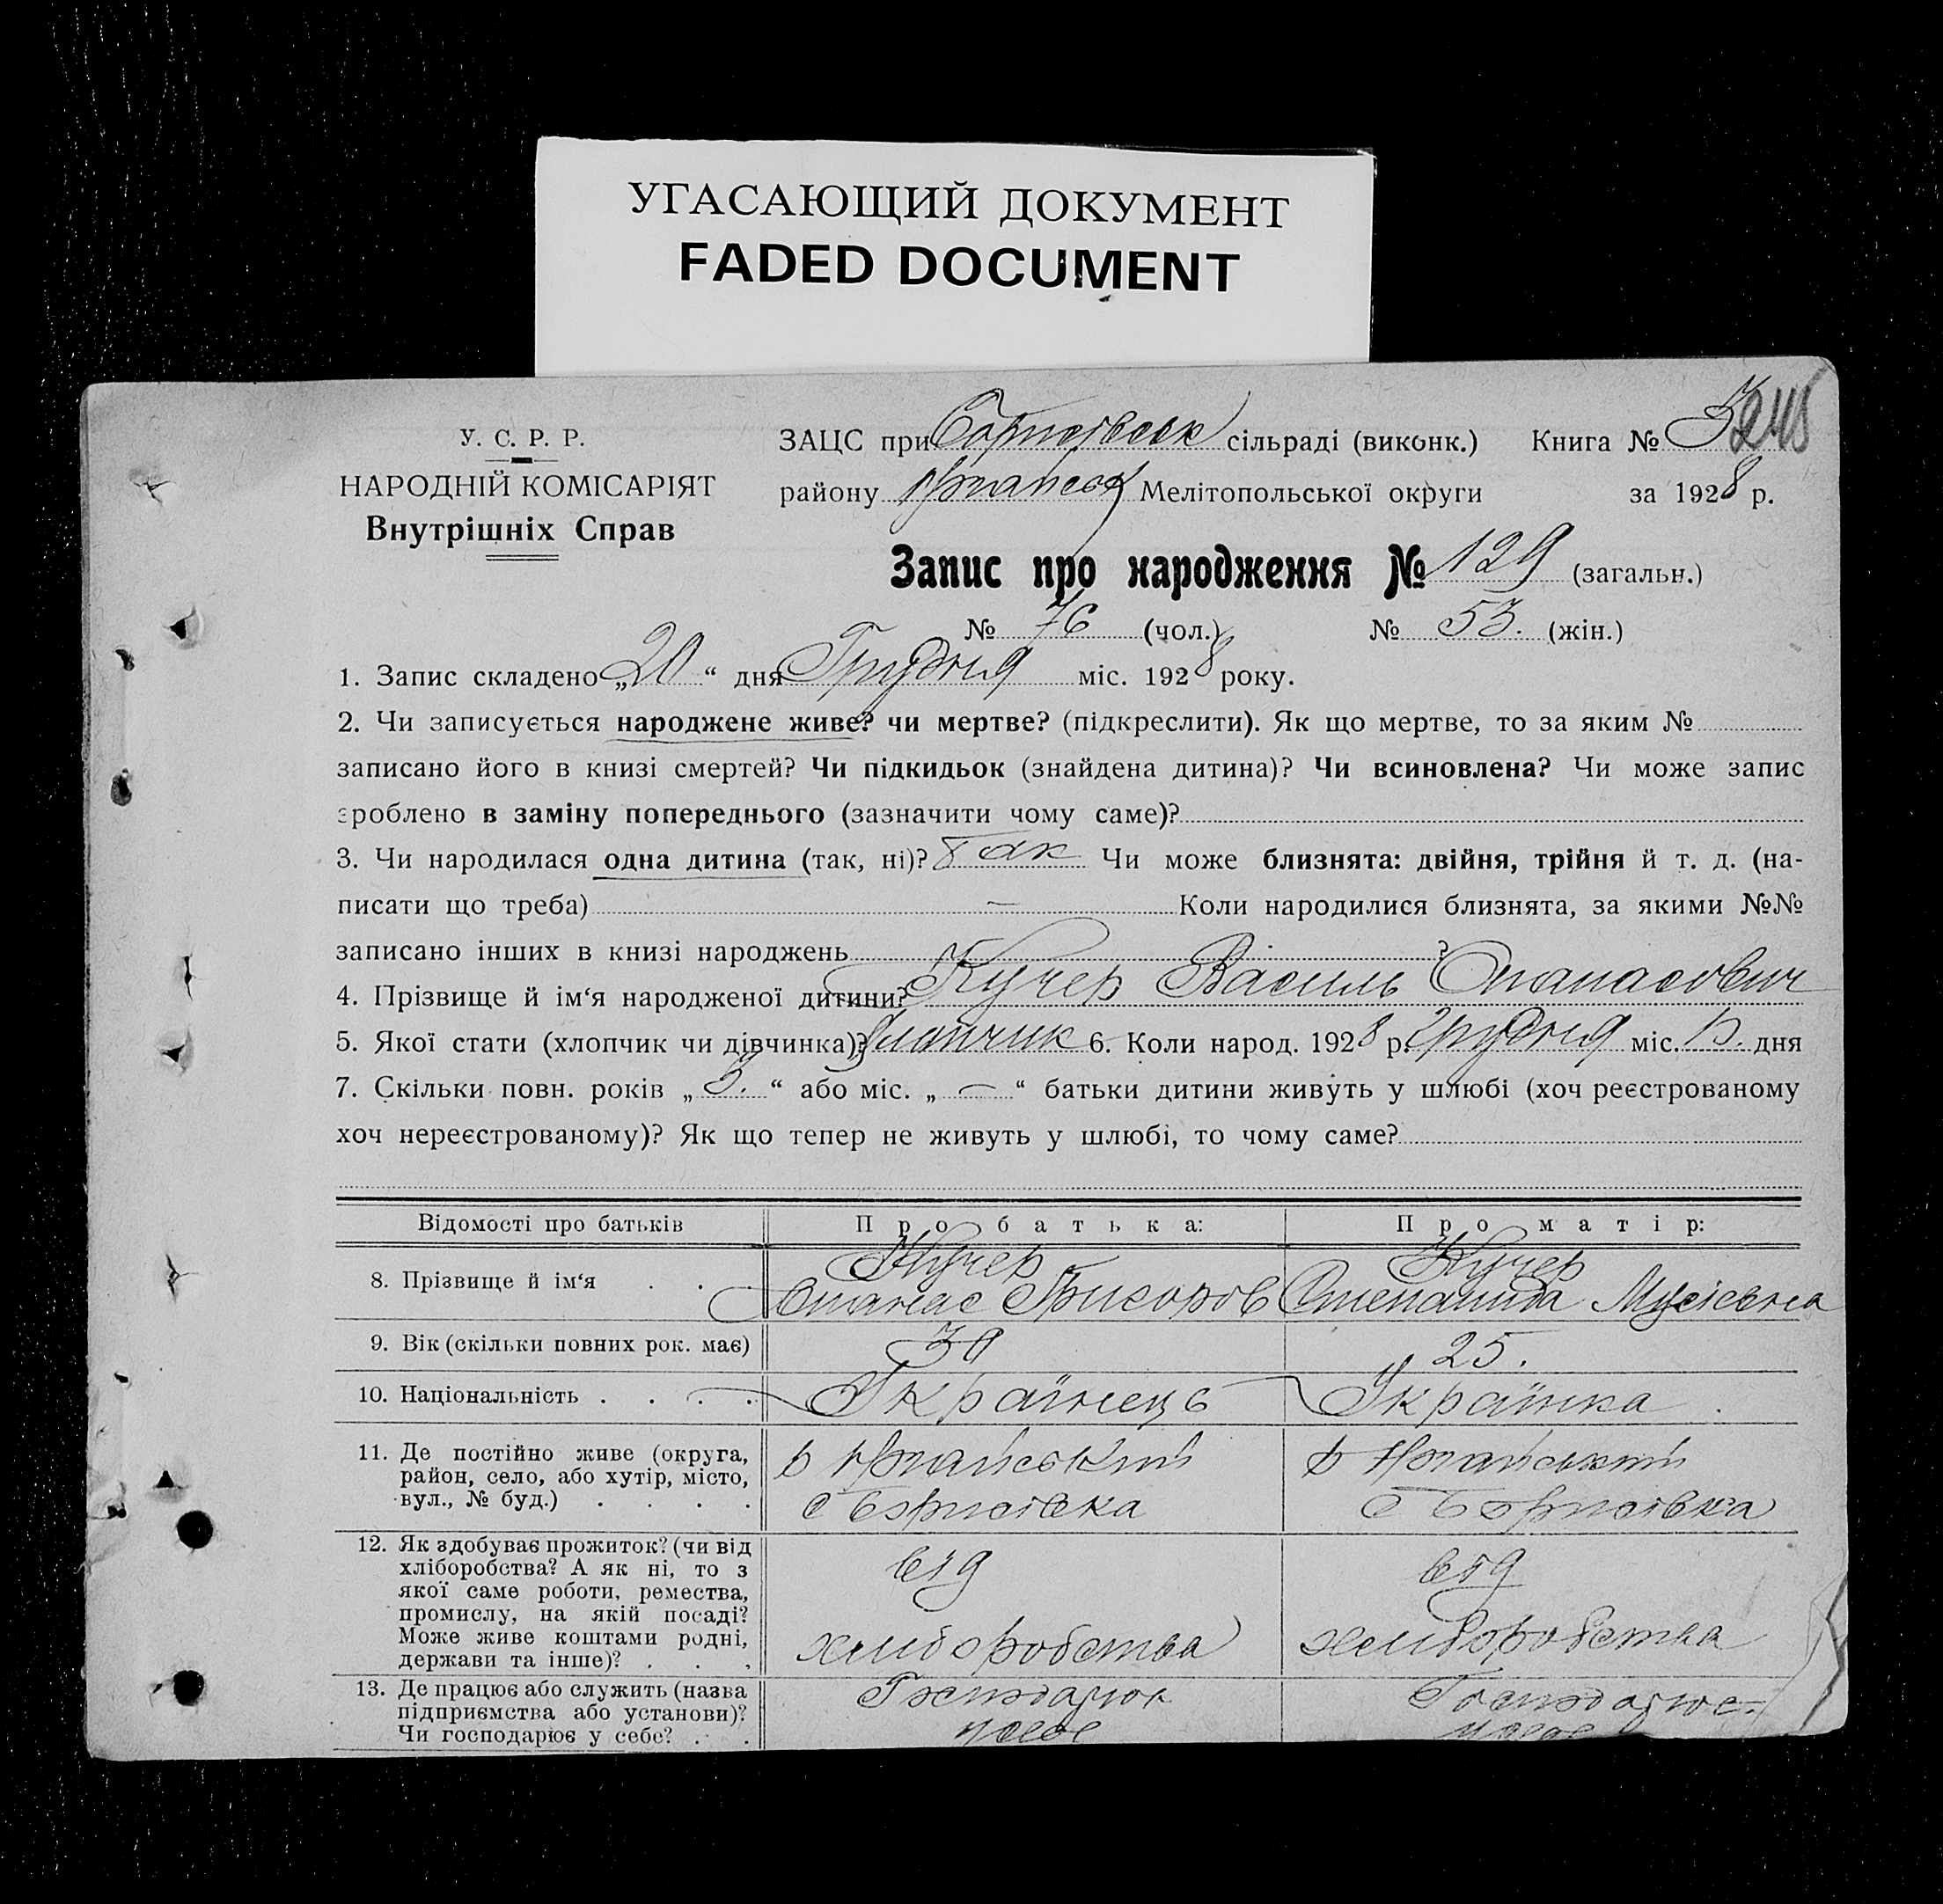 УГАСАЮЩИЙ ДОКУМЕНТ
FADED DOCUMENT
У. С. Р. Р.
НАРОДНІЙ КОМІСАРІЯТ
Внутрішніх Справ
ЗАЦС при Борисівськ сільраді (виконк.) Книга №
району Мелітопольської округи за 1928 р.
Запис про народження № 129 (загальн.)
№ 76 (чол.) № 53. (жін.)
1. Запис складено „20“ дня Грудня міс. 1928 року.
2. Чи записується народжене живе? чи мертве? (підкреслити). Як що мертве, то за яким №
записано його в книзі смертей? Чи підкидьок (знайдена дитина)? Чи всиновлена? Чи може запис
зроблено в заміну попереднього (зазначити чому саме)?
3. Чи народилася одна дитина (так, ні)? Так Чи може близнята: двійня, трійня й т. д. (на-
писати що треба) — Коли народилися близнята, за якими №№
записано інших в книзі народжень ?
4. Прізвище й ім‘я народженої дитини? Кучер Василь Опанасович
5. Якої стати (хлопчик чи дівчинка)? Хлопчик 6. Коли народ. 1928 р. Грудня міс. дня
7. Скільки повн. років „3.“ або міс. „—“ батьки дитини живуть у шлюбі (хоч реєстрованому
хоч нереєстрованому)? Як що тепер не живуть у шлюбі, то чому саме?
Відомості про батьків
Про батька:
Про матір:
8. Прізвище й ім‘я . .
Кучер
Опанас Григоров
Кучер
Степанида Мусієвна
9. Вік (скільки повних рок. має)
30
25.
10. Національність . . . .
Українець
Українка
11. Де постійно живе (округа,
район, село, або хутір, місто,
вул., № буд.) . . . .
с Борисівка
с Борисівка
12. Як здобуває прожиток? (чи від
хліборобства? А як ні, то з
якої саме роботи, ремества,
промислу, на якій посаді?
Може живе коштами родні,
держави та інше)? . . .
від
хліборобства
від
хліборобства
13. Де працює або служить (назва
підприємства або установи)?
Чи господарює у себе? . .
Господарює
у себе
Господарює
у себе